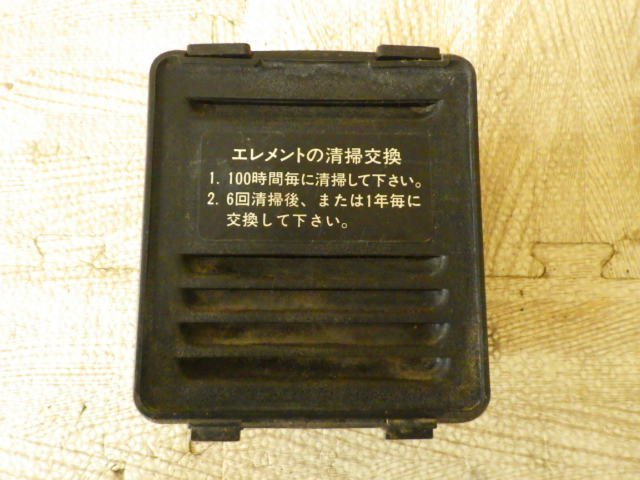 エレメントの清掃交換
1. 100時間毎に清掃して下さい。
2. 6回清掃後、または1年毎に
交換して下さい。